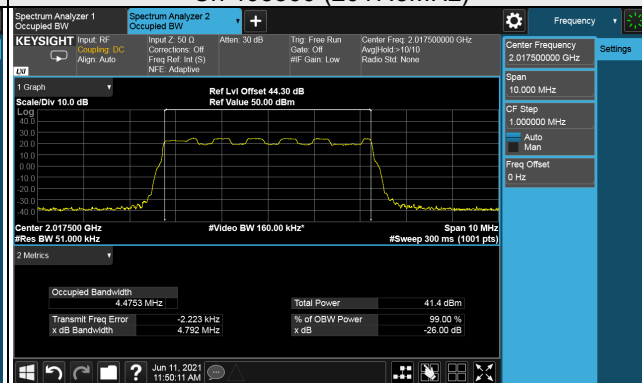 Spectrum Analyzer 1
Occupied BW
Spectrum Analyzer 2
Occupied BW
Frequency
KEYSIGHT
LXI
Input: RF
Coupling: DC
Align: Auto
Input Z: 50 Ω
Corrections: Off
Freq Ref: Int (S)
NFE: Adaptive
Atten: 30 dB
Trig: Free Run
Gate: Off
#IF Gain: Low
Center Freq: 2.017500000 GHz
Avg|Hold:>10/10
Radio Std: None
Center Frequency
2.017500000 GHz
Settings
Span
10.000 MHz
CF Step
1.000000 MHz
Auto
Man
Freq Offset
0 Hz
1 Graph
Scale/Div 10.0 dB
Ref Lvl Offset 44.30 dB
Ref Value 50.00 dBm
Log
40.0
30.0
20.0
10.0
0.00
-10.0
-20.0
-30.0
-40.0
Center 2.017500 GHz
#Res BW 51.000 kHz
#Video BW 160.00 kHz*
Span 10 MHz
#Sweep 300 ms (1001 pts)
2 Metrics
Occupied Bandwidth
4.4753 MHz
Transmit Freq Error -2.223 kHz
x dB Bandwidth 4.792 MHz
Total Power 41.4 dBm
% of OBW Power 99.00 %
x dB -26.00 dB
?
Jun 11, 2021
11:50:11 AM